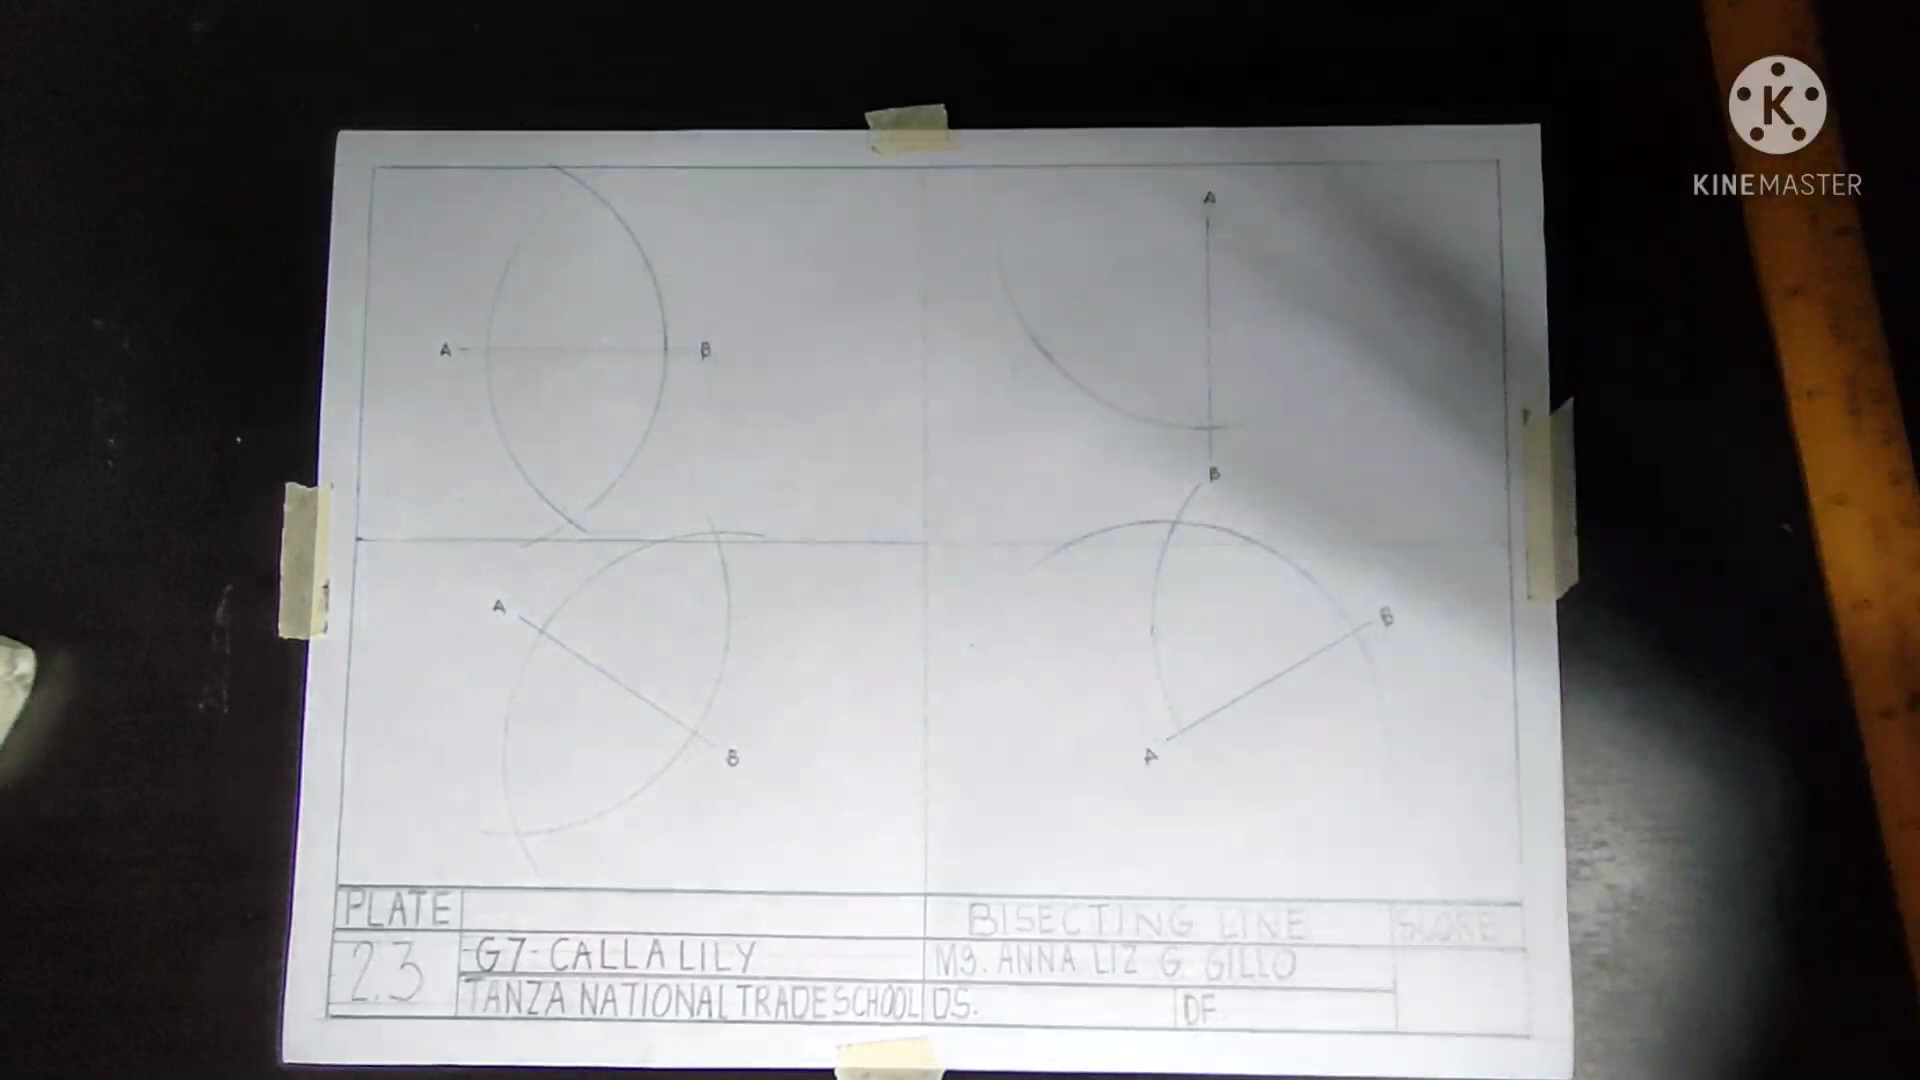 K
KINEMASTER
A
A
B
B
A
B
B
A
PLATE
BISECTING LINE
SCORE
2.3
G7-CALLA LILY
MS. ANNA LIZ G GILLO
TANZA NATIONAL TRADE SCHOOL
DS.
DF.